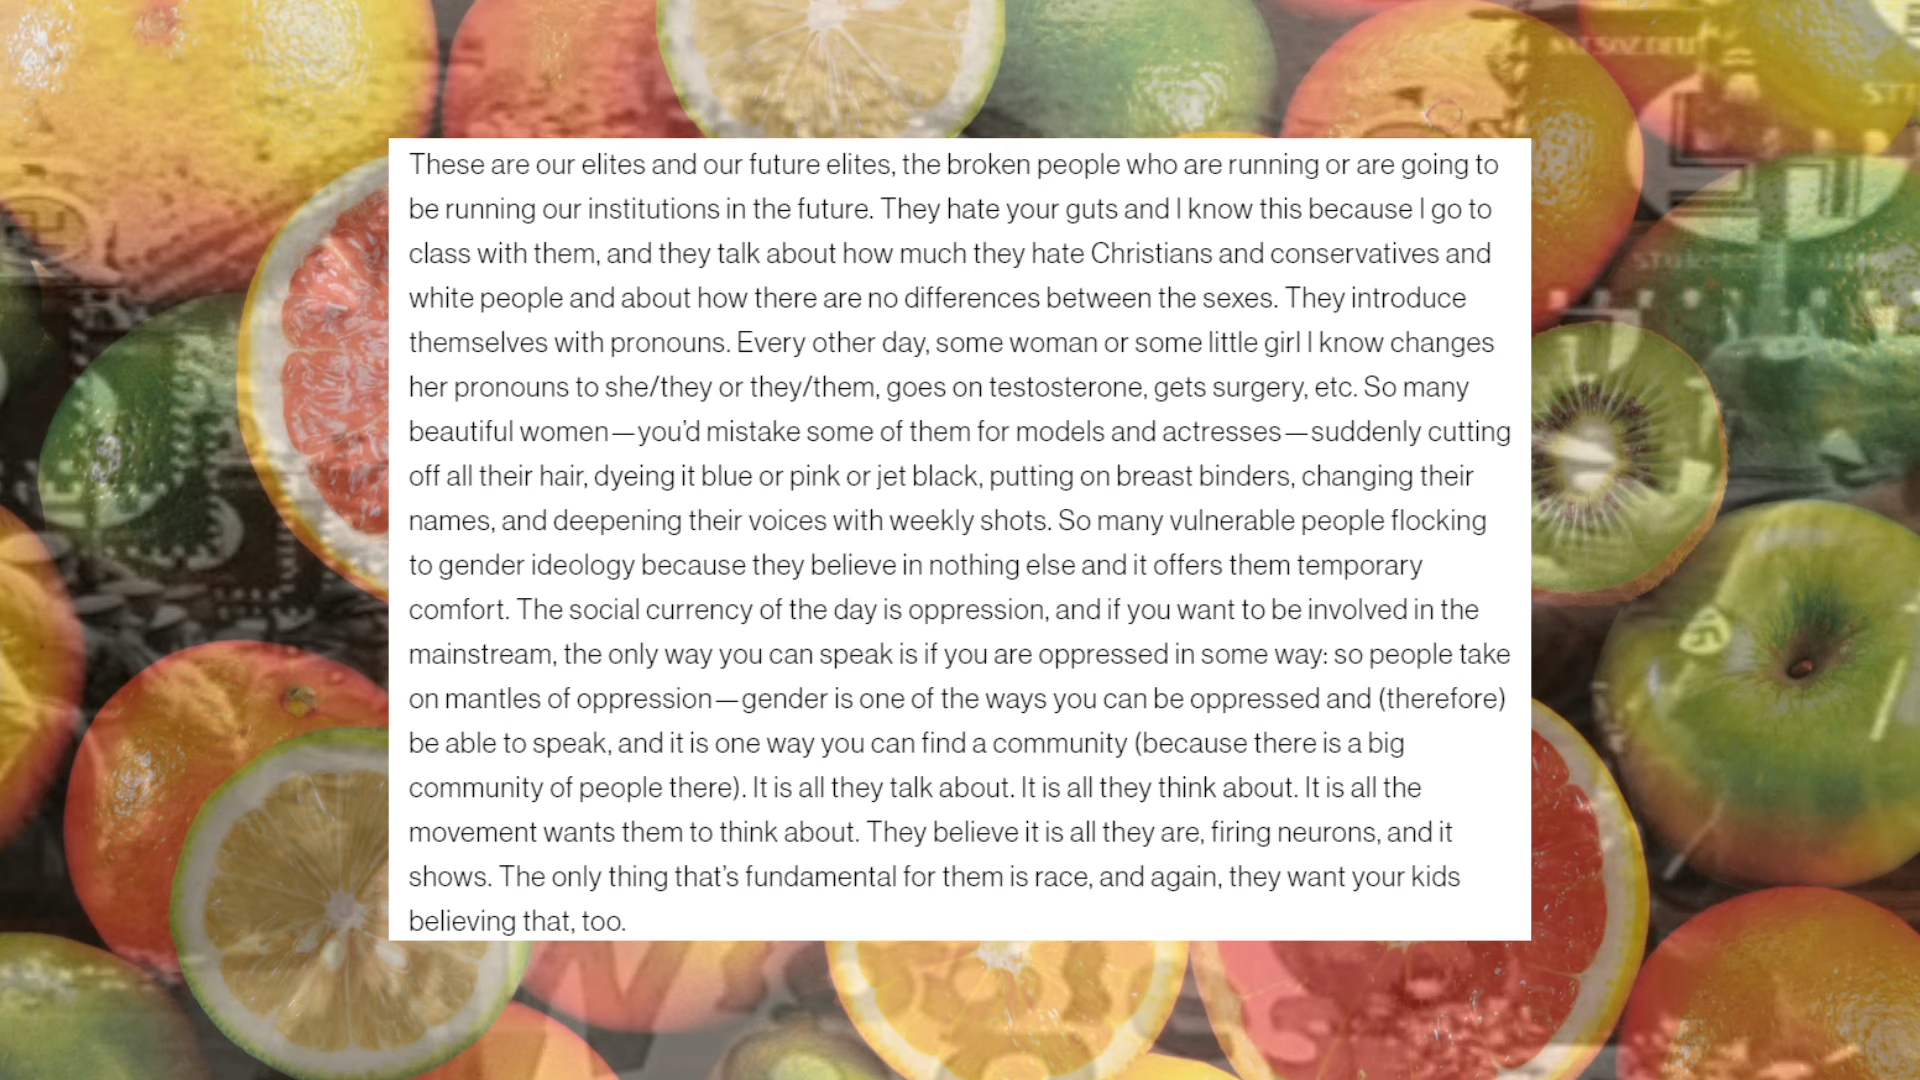 These are our elites and our future elites, the broken people who are running or are going to
be running our institutions in the future. They hate your guts and I know this because I go to
class with them, and they talk about how much they hate Christians and conservatives and
white people and about how there are no differences between the sexes. They introduce
themselves with pronouns. Every other day, some woman or some little girl I know changes
her pronouns to she/they or they/them, goes on testosterone, gets surgery, etc. So many
beautiful women—you’d mistake some of them for models and actresses—suddenly cutting
off all their hair, dyeing it blue or pink or jet black, putting on breast binders, changing their
names, and deepening their voices with weekly shots. So many vulnerable people flocking
to gender ideology because they believe in nothing else and it offers them temporary
comfort. The social currency of the day is oppression, and if you want to be involved in the
mainstream, the only way you can speak is if you are oppressed in some way: so people take
on mantles of oppression—gender is one of the ways you can be oppressed and (therefore)
be able to speak, and it is one way you can find a community (because there is a big
community of people there). It is all they talk about. It is all they think about. It is all the
movement wants them to think about. They believe it is all they are, firing neurons, and it
shows. The only thing that’s fundamental for them is race, and again, they want your kids
believing that, too.